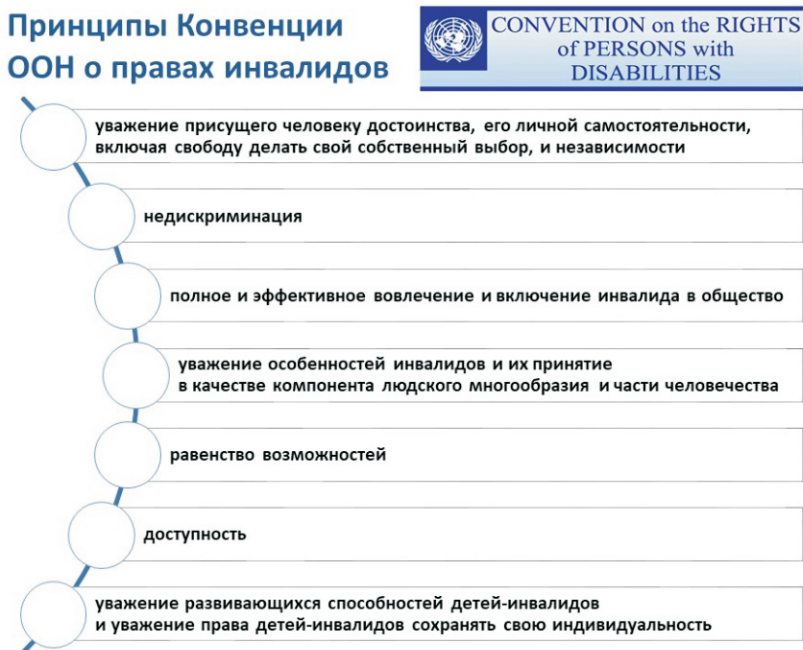 Принципы Конвенции
ООН о правах инвалидов
CONVENTION on the RIGHTS
of PERSONS with
DISABILITIES
уважение присущего человеку достоинства, его личной самостоятельности,
включая свободу делать свой собственный выбор, и независимости
недискриминация
полное и эффективное вовлечение и включение инвалида в общество
уважение особенностей инвалидов и их принятие
в качестве компонента людского многообразия и части человечества
равенство возможностей
доступность
уважение развивающихся способностей детей-инвалидов
и уважение права детей-инвалидов сохранять свою индивидуальность